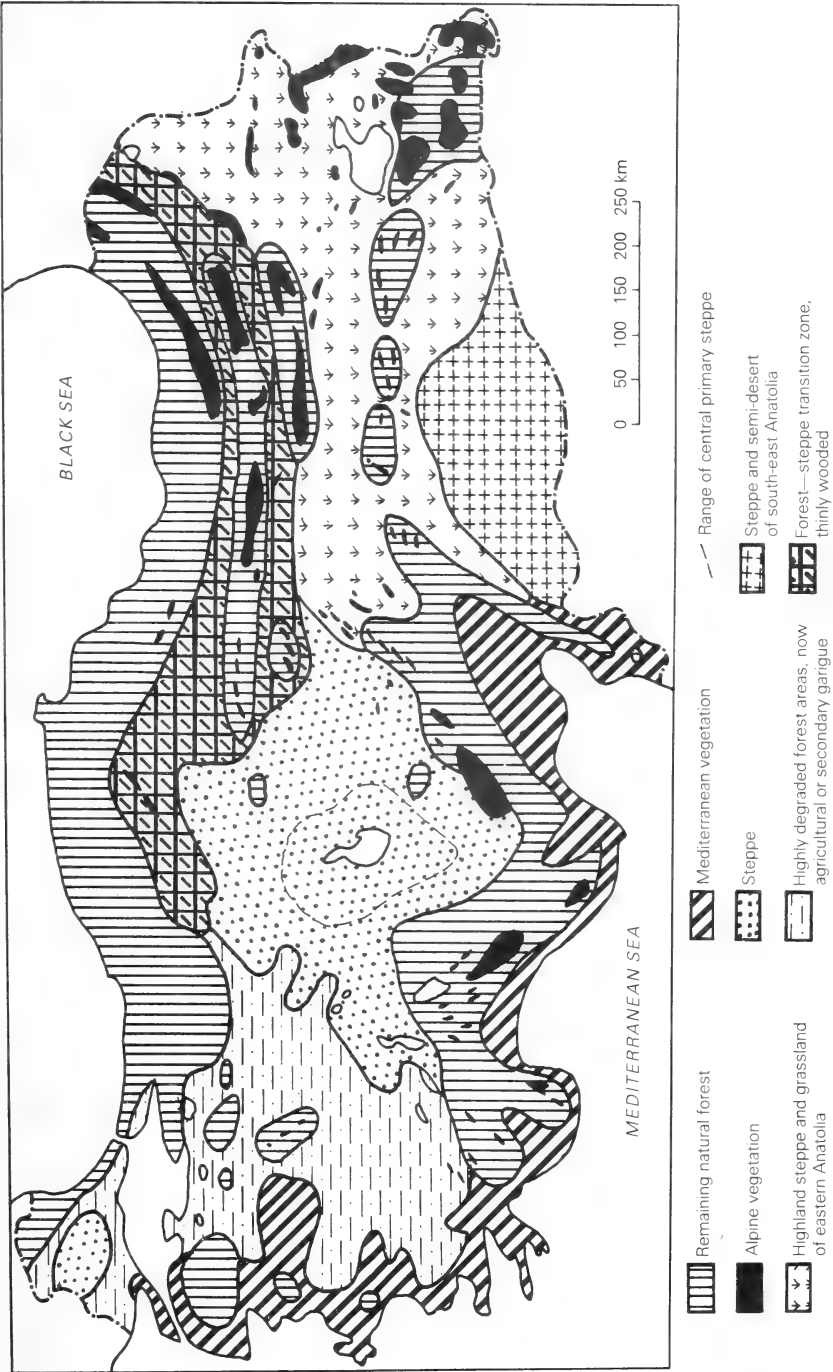 BLACK SEA
MEDITERRANEAN SEA
0 50 100 150 200 250 km
Remaining natural forest
Alpine vegetation
Highland steppe and grassland
of eastern Anatolia
Mediterranean vegetation
Steppe
Highly degraded forest areas, now
agricultural or secondary garigue
Range of central primary steppe
Steppe and semi-desert
of south-east Anatolia
Forest—steppe transition zone,
thinly wooded